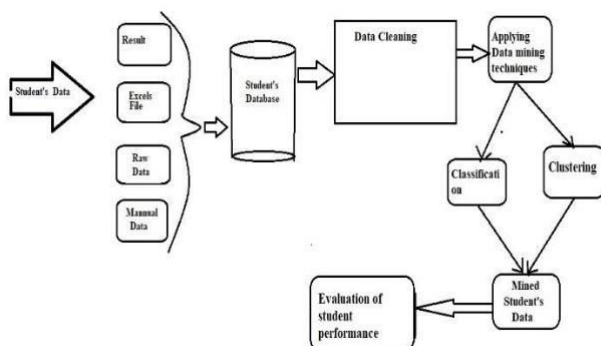 Student's Data
Result
Excels
File
Raw
Data
Manual
Data
Student's
Database
Data Cleaning
Applying
Data mining
techniques
Classificati
on
Clustering
Mined
Student's
Data
Evaluation of
student
performance